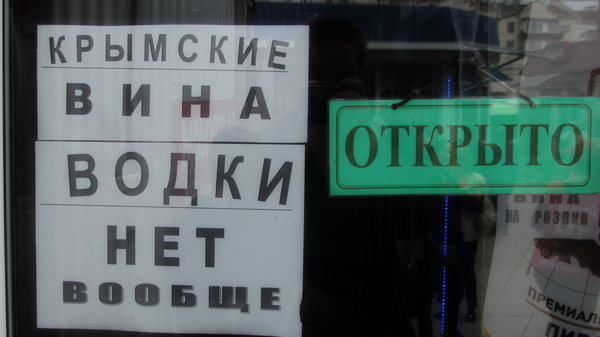 КРЫМСКИЕ
ВИНА
ВОДКИ
НЕТ
ВООБЩЕ
ОТКРЫТО
ВИНА
НА РОЗЛИВ